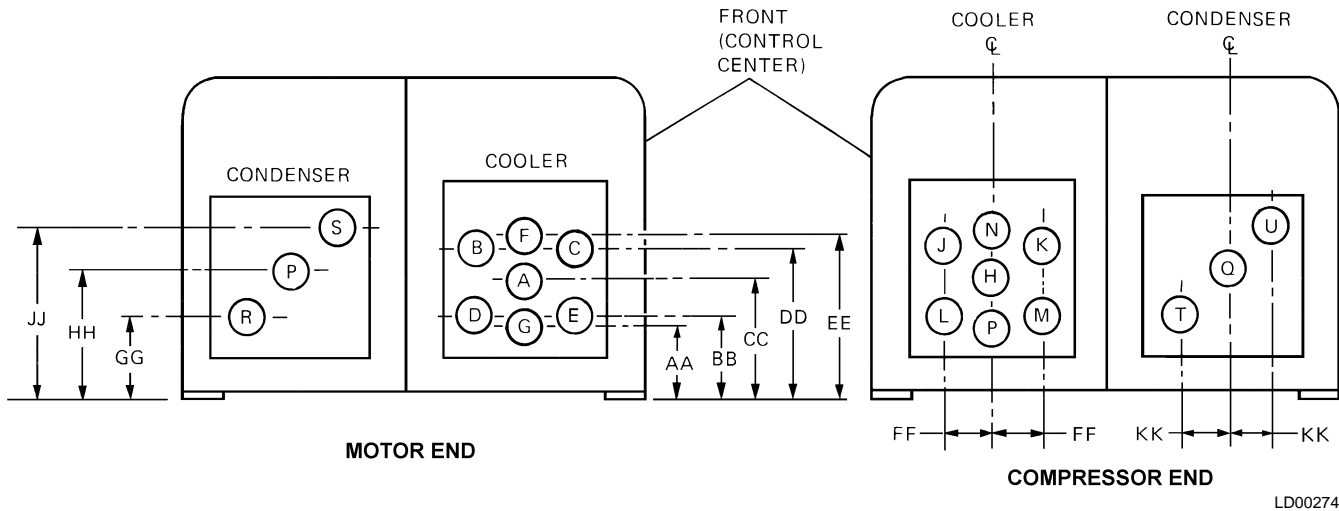 FRONT
(CONTROL
CENTER)
COOLER
℄
CONDENSER
℄
CONDENSER
COOLER
S
P
R
F
B
C
A
D
G
E
JJ
HH
GG
AA
BB
CC
DD
EE
N
J
K
H
L
P
M
U
Q
T
FF
FF
KK
KK
MOTOR END
COMPRESSOR END
LD00274